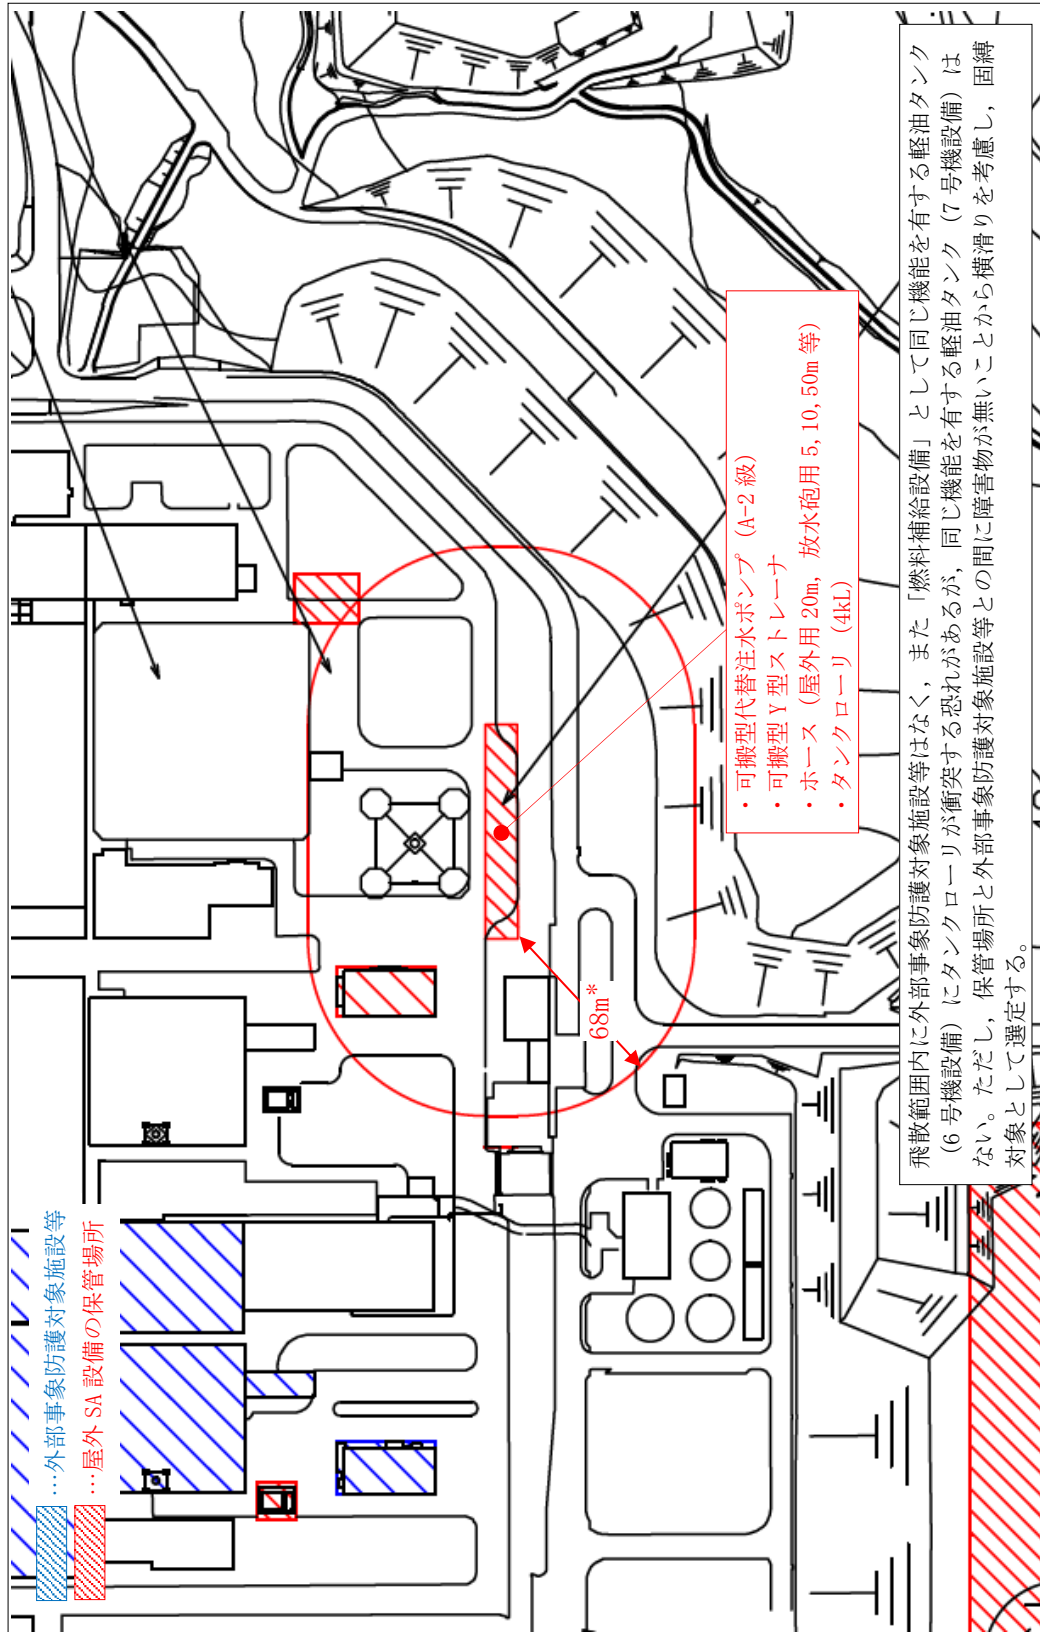 …外部事象防護対象施設等
…屋外 SA 設備の保管場所
68m*
・可搬型代替注水ポンプ（A-2 級）
・可搬型 Y 型ストレーナ
・ホース（屋外用 20m, 放水砲用 5,10,50m 等）
・タンクローリ（4kL）
飛散範囲内に外部事象防護対象施設等はなく，また「燃料補給設備」として同じ機能を有する軽油タンク
（6 号機設備）にタンクローリが衝突する恐れがあるが，同じ機能を有する軽油タンク（7 号機設備）は
ない。ただし，保管場所と外部事象防護対象施設等との間に障害物が無いことから横滑りを考慮し，固縛
対象として選定する。